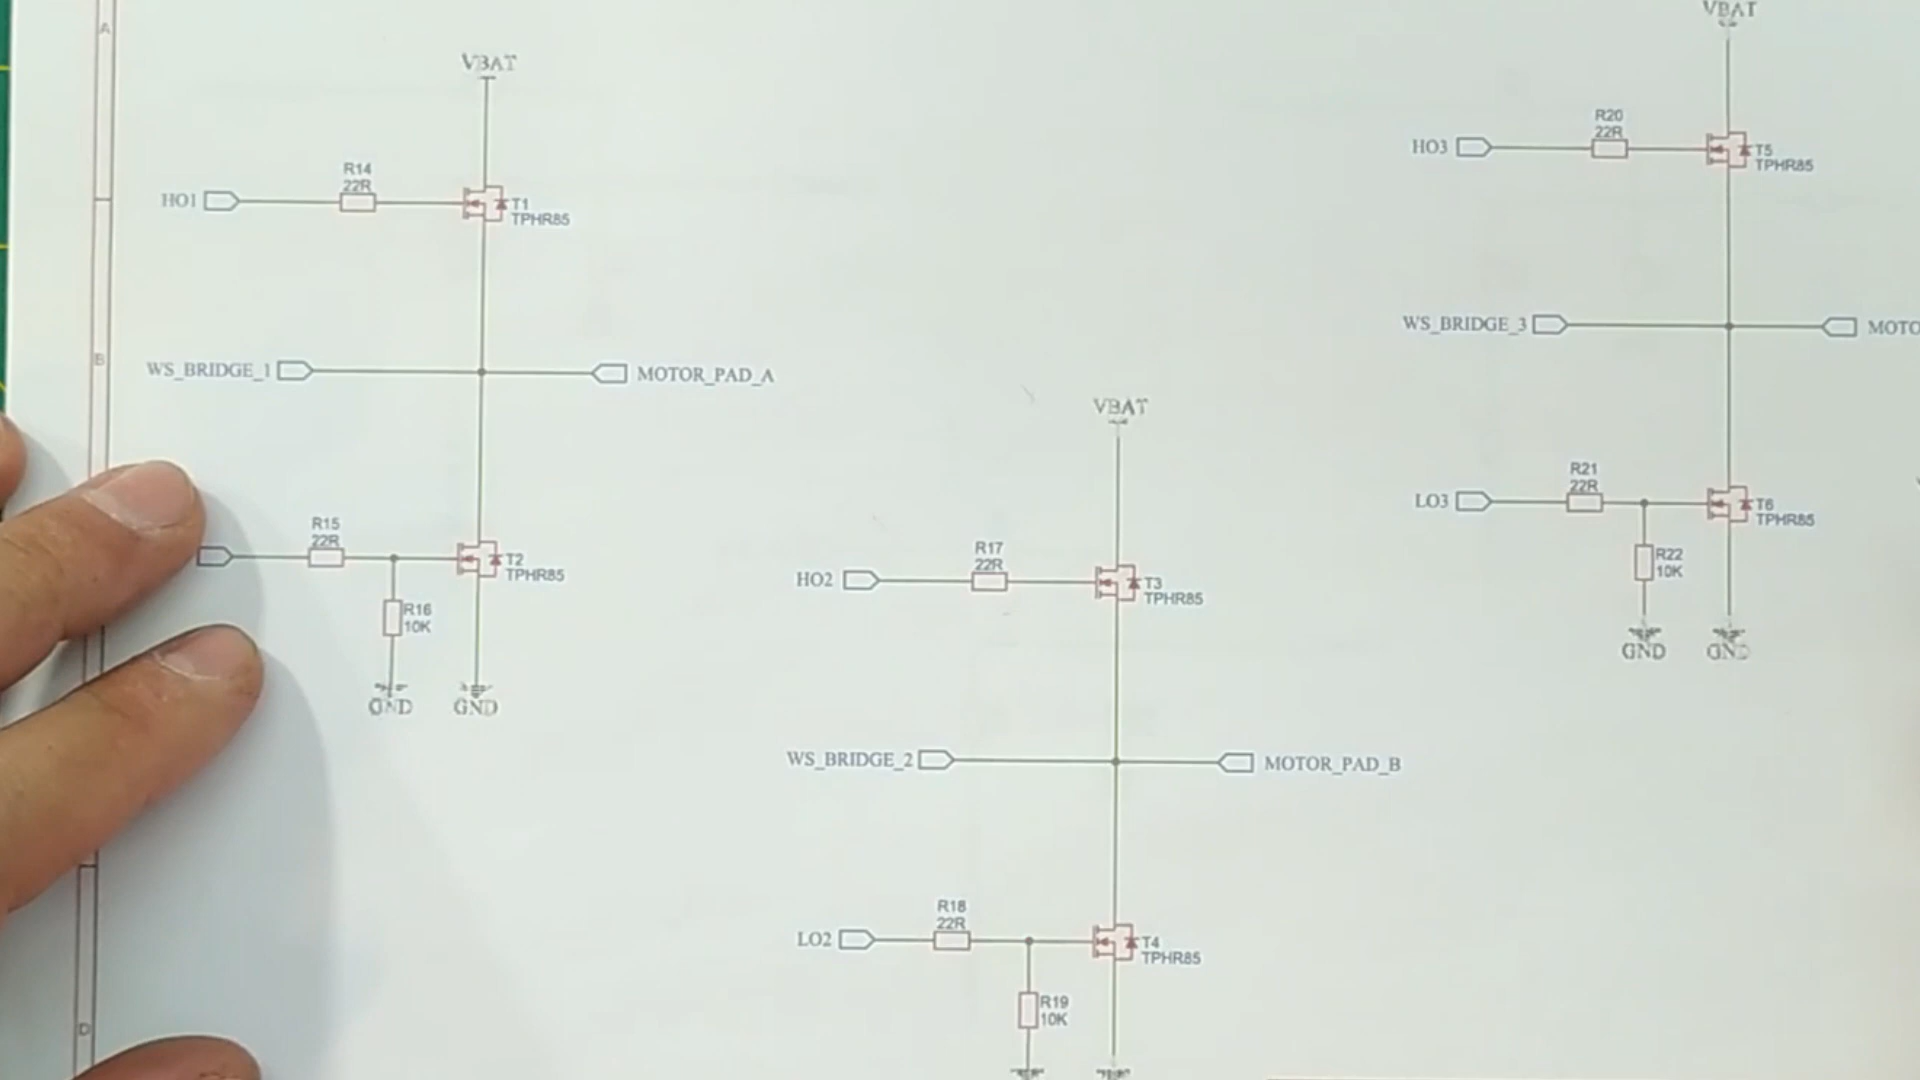 A
VBAT
R14
22R
HO1
T1
TPHR85
B
WS_BRIDGE_1
MOTOR_PAD_A
R15
22R
T2
TPHR85
R16
10K
GND
GND
VBAT
R17
22R
HO2
T3
TPHR85
WS_BRIDGE_2
MOTOR_PAD_B
R18
22R
LO2
T4
TPHR85
R19
10K
D
VBAT
R20
22R
HO3
T5
TPHR85
WS_BRIDGE_3
MOTO
R21
22R
LO3
T6
TPHR85
R22
10K
GND
GND